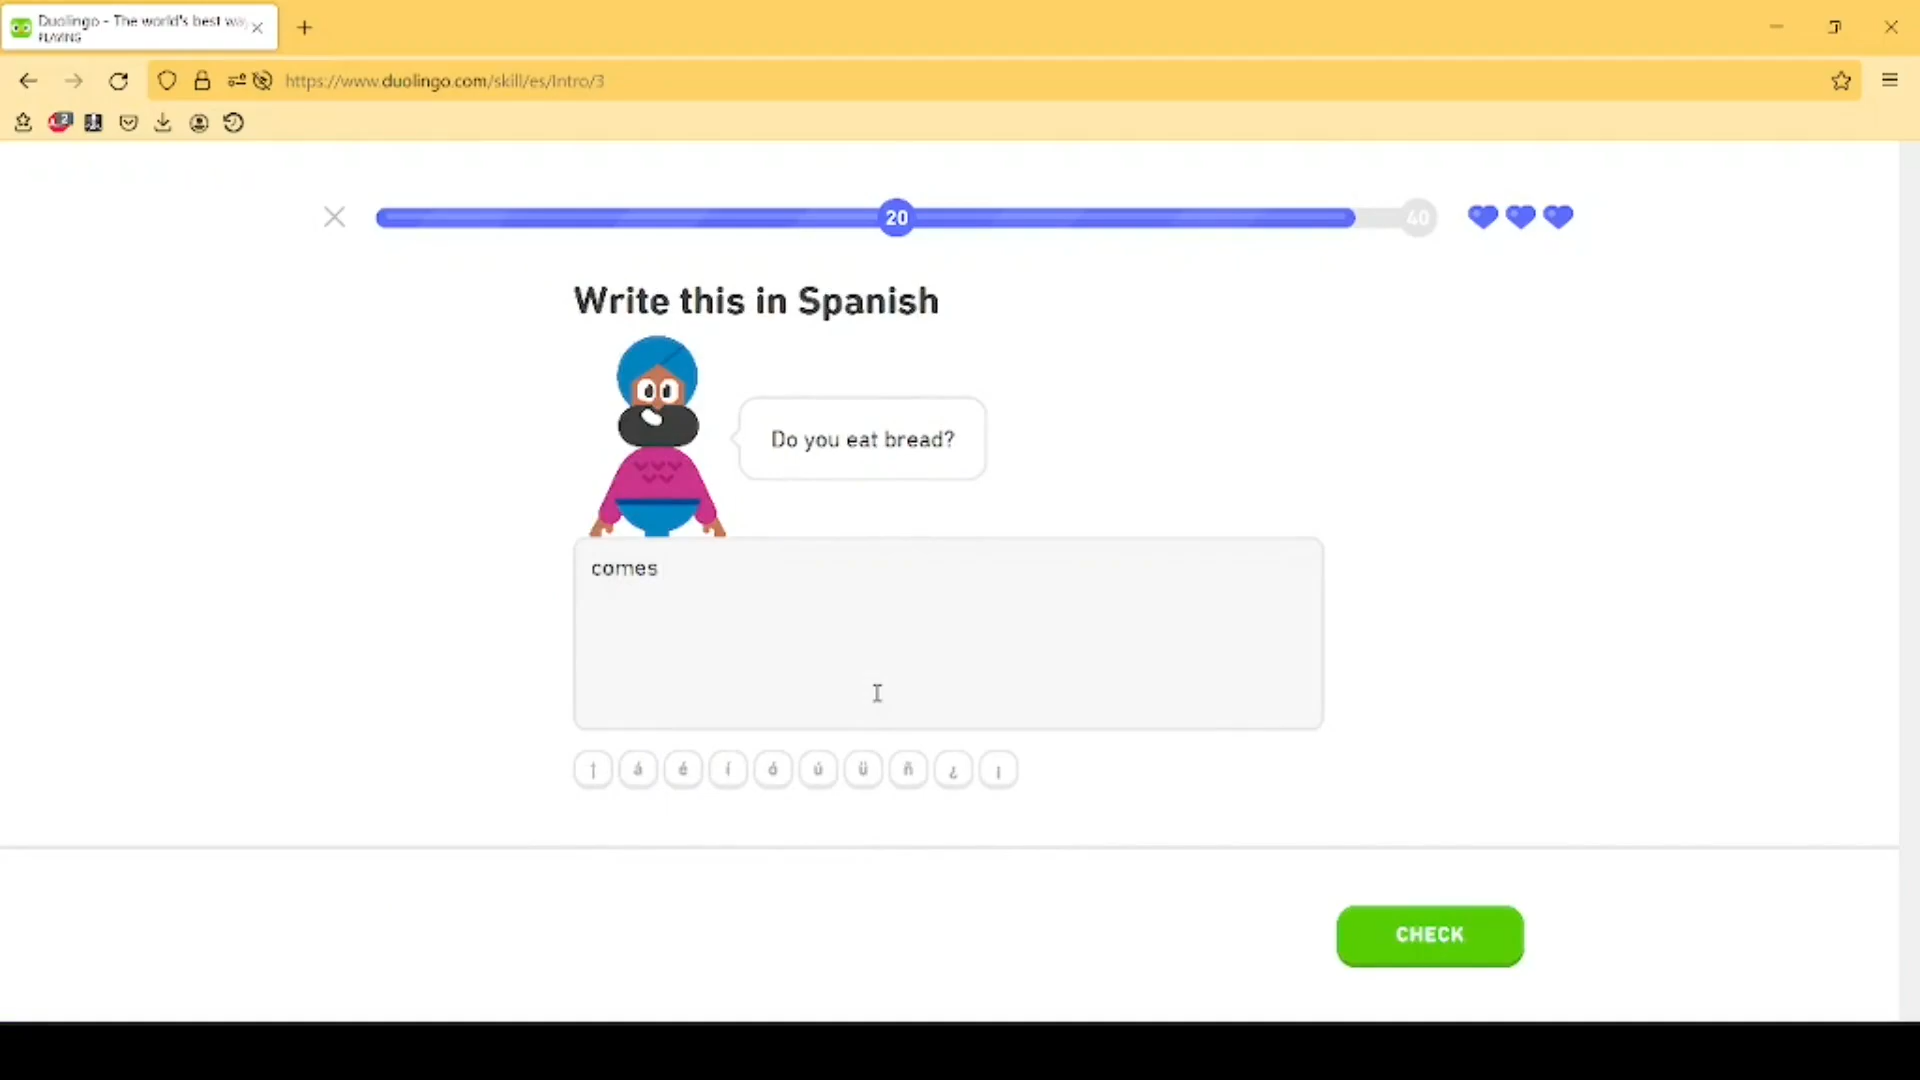 Duolingo - The world's best wa
PLAYING
https://www.duolingo.com/skill/es/Intro/3
20
40
Write this in Spanish
Do you eat bread?
comes
↑ á é í ó ú ü ñ ¿ ¡
CHECK